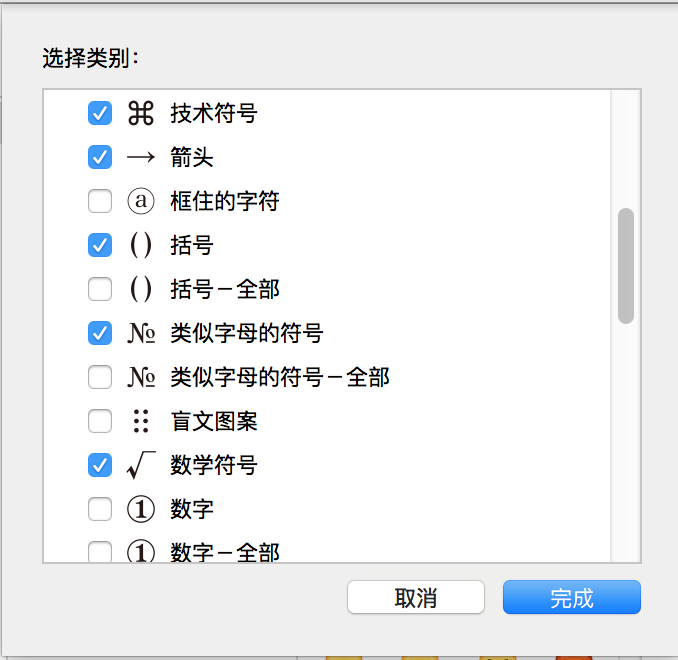 选择类别：
⌘ 技术符号
→ 箭头
ⓐ 框住的字符
() 括号
() 括号－全部
№ 类似字母的符号
№ 类似字母的符号－全部
⠿ 盲文图案
√ 数学符号
① 数字
① 数字－全部
取消 完成